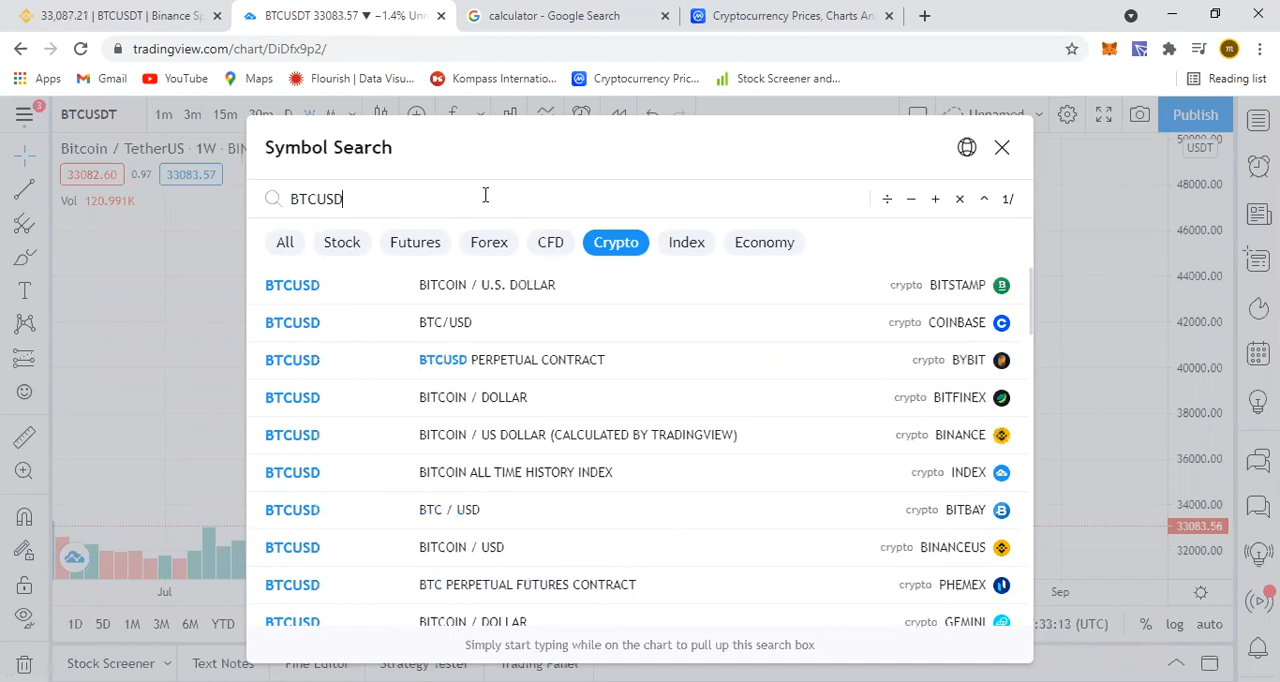 33,087.21 | BTCUSDT | Binance Sp
BTCUSDT 33083.57 ▼ −1.4% Unn
calculator - Google Search
Cryptocurrency Prices, Charts An
tradingview.com/chart/DiDfx9p2/
Apps Gmail YouTube Maps Flourish | Data Visu... Kompass Internatio... Cryptocurrency Pric... Stock Screener and... Reading list
3 BTCUSDT 1m 3m 15m 30m D W M Unnamed Publish
Bitcoin / TetherUS · 1W · BIN
33082.60 0.97 33083.57
Vol 120.991K
Symbol Search
BTCUSD
÷ − + × ^ 1/
All Stock Futures Forex CFD Crypto Index Economy
BTCUSD BITCOIN / U.S. DOLLAR crypto BITSTAMP
BTCUSD BTC/USD crypto COINBASE
BTCUSD BTCUSD PERPETUAL CONTRACT crypto BYBIT
BTCUSD BITCOIN / DOLLAR crypto BITFINEX
BTCUSD BITCOIN / US DOLLAR (CALCULATED BY TRADINGVIEW) crypto BINANCE
BTCUSD BITCOIN ALL TIME HISTORY INDEX crypto INDEX
BTCUSD BTC / USD crypto BITBAY
BTCUSD BITCOIN / USD crypto BINANCEUS
BTCUSD BTC PERPETUAL FUTURES CONTRACT crypto PHEMEX
BTCUSD BITCOIN / DOLLAR crypto GEMINI
Simply start typing while on the chart to pull up this search box
50000.00
USDT
48000.00
46000.00
44000.00
42000.00
40000.00
38000.00
36000.00
34000.00
33083.56
32000.00
Jul Sep
1D 5D 1M 3M 6M YTD :33:13 (UTC) % log auto
Stock Screener Text Notes Pine Editor Strategy Tester Trading Panel